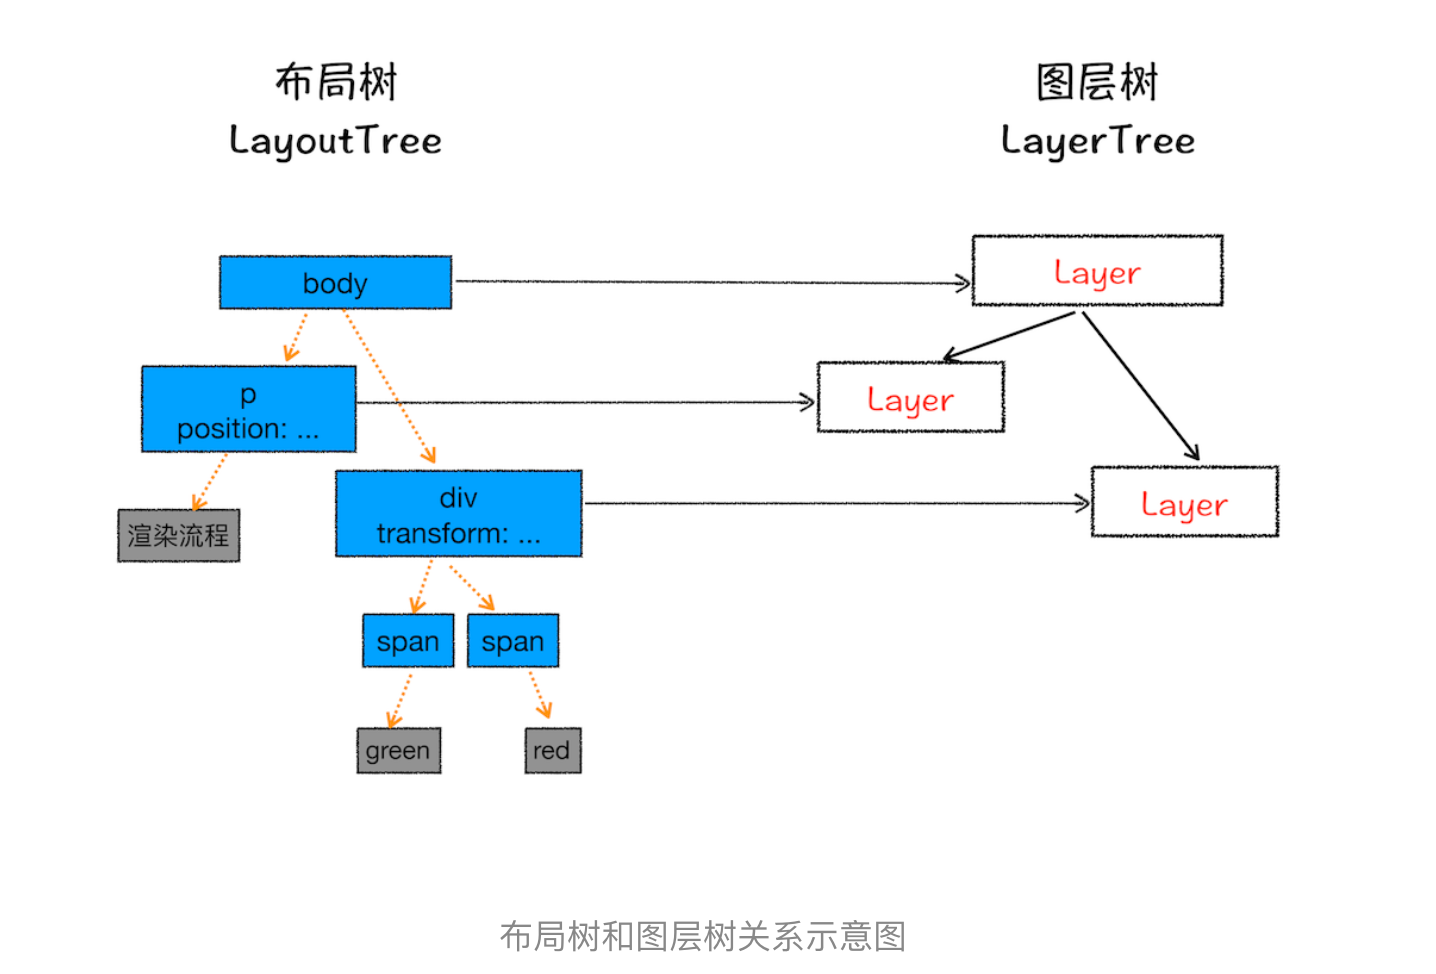 布局树
LayoutTree
图层树
LayerTree
body
Layer
p
position: ...
Layer
div
transform: ...
Layer
渲染流程
span
span
green
red
布局树和图层树关系示意图